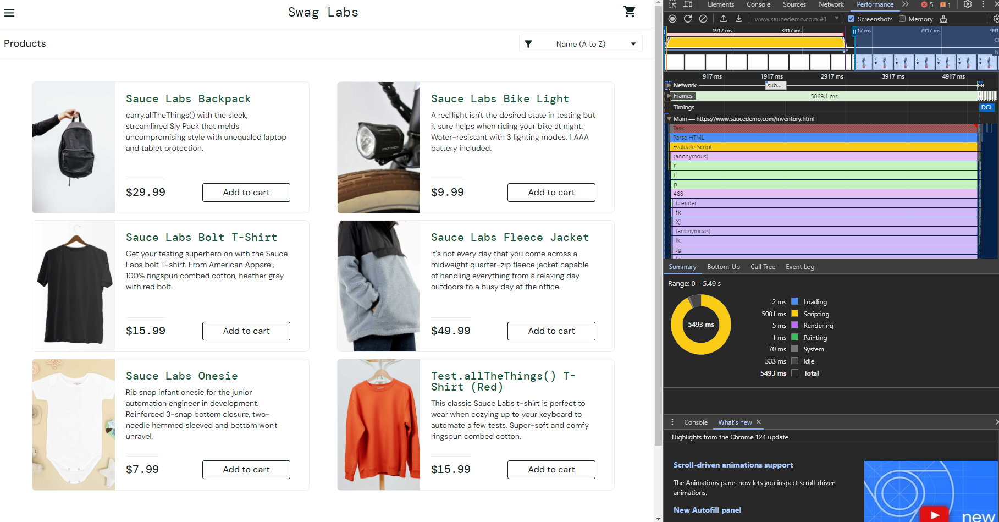 Swag Labs
Products
Name (A to Z)
Sauce Labs Backpack
carry.allTheThings() with the sleek,
streamlined Sly Pack that melds
uncompromising style with unequaled laptop
and tablet protection.
$29.99
Add to cart
Sauce Labs Bike Light
A red light isn't the desired state in testing but
it sure helps when riding your bike at night.
Water-resistant with 3 lighting modes, 1 AAA
battery included.
$9.99
Add to cart
Sauce Labs Bolt T-Shirt
Get your testing superhero on with the Sauce
Labs bolt T-shirt. From American Apparel,
100% ringspun combed cotton, heather gray
with red bolt.
$15.99
Add to cart
Sauce Labs Fleece Jacket
It's not every day that you come across a
midweight quarter-zip fleece jacket capable
of handling everything from a relaxing day
outdoors to a busy day at the office.
$49.99
Add to cart
Sauce Labs Onesie
Rib snap infant onesie for the junior
automation engineer in development.
Reinforced 3-snap bottom closure, two-
needle hemmed sleeved and bottom won't
unravel.
$7.99
Add to cart
Test.allTheThings() T-
Shirt (Red)
This classic Sauce Labs t-shirt is perfect to
wear when cozying up to your keyboard to
automate a few tests. Super-soft and comfy
ringspun combed cotton.
$15.99
Add to cart
Elements Console Sources Network Performance 5 1
www.saucedemo.com #1 Screenshots Memory
1917 ms 3917 ms 17 ms 7917 ms 991
917 ms 1917 ms 2917 ms 3917 ms 4917 ms
Network sub...
Frames 5069.1 ms
Timings DCL
Main — https://www.saucedemo.com/inventory.html
Task
Parse HTML
Evaluate Script
(anonymous)
r
t
p
488
t.render
tk
Xj
(anonymous)
lk
Jg
Summary Bottom-Up Call Tree Event Log
Range: 0 – 5.49 s
5493 ms
2 ms Loading
5081 ms Scripting
5 ms Rendering
1 ms Painting
70 ms System
333 ms Idle
5493 ms Total
Console What's new
Highlights from the Chrome 124 update
Scroll-driven animations support
The Animations panel now lets you inspect scroll-driven
animations.
New Autofill panel
new